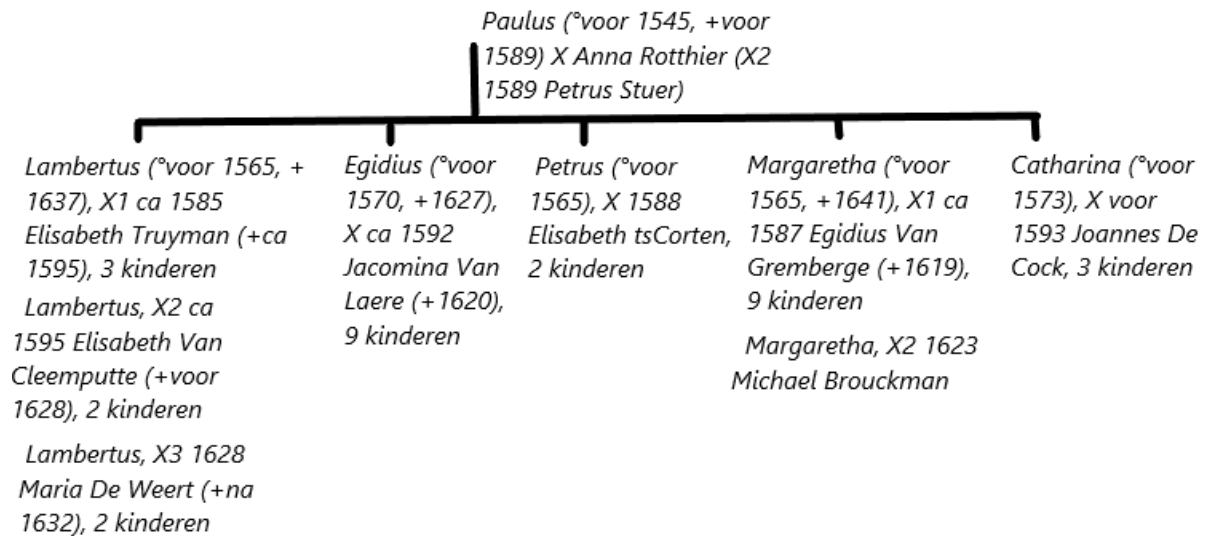 Paulus (°voor 1545, +voor
1589) X Anna Rotthier (X2
1589 Petrus Stuer)
Lambertus (°voor 1565, +
1637), X1 ca 1585
Elisabeth Truyman (+ca
1595), 3 kinderen
Lambertus, X2 ca
1595 Elisabeth Van
Cleemputte (+voor
1628), 2 kinderen
Lambertus, X3 1628
Maria De Weert (+na
1632), 2 kinderen
Egidius (°voor
1570, +1627),
X ca 1592
Jacomina Van
Laere (+1620),
9 kinderen
Petrus (°voor
1565), X 1588
Elisabeth tsCorten,
2 kinderen
Margaretha (°voor
1565, +1641), X1 ca
1587 Egidius Van
Gremberge (+1619),
9 kinderen
Margaretha, X2 1623
Michael Brouckman
Catharina (°voor
1573), X voor
1593 Joannes De
Cock, 3 kinderen